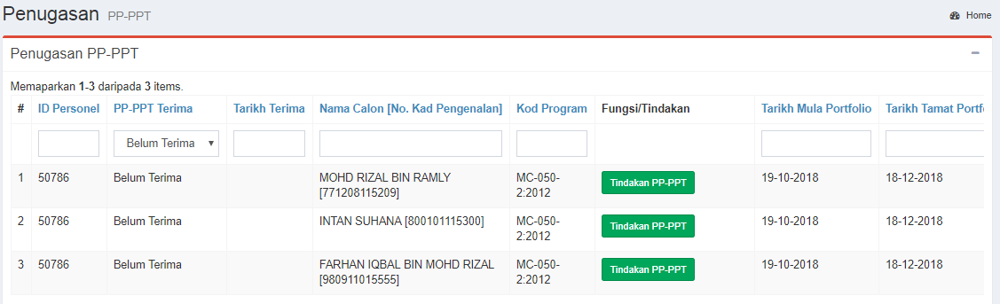 Penugasan PP-PPT
Home
Penugasan PP-PPT
Memaparkan 1-3 daripada 3 items.
# ID Personel PP-PPT Terima Tarikh Terima Nama Calon [No. Kad Pengenalan] Kod Program Fungsi/Tindakan Tarikh Mula Portfolio Tarikh Tamat Portf
Belum Terima
1 50786 Belum Terima MOHD RIZAL BIN RAMLY MC-050- Tindakan PP-PPT 19-10-2018 18-12-2018
[771208115209] 2:2012
2 50786 Belum Terima INTAN SUHANA [800101115300] MC-050- Tindakan PP-PPT 19-10-2018 18-12-2018
2:2012
3 50786 Belum Terima FARHAN IQBAL BIN MOHD RIZAL MC-050- Tindakan PP-PPT 19-10-2018 18-12-2018
[980911015555] 2:2012